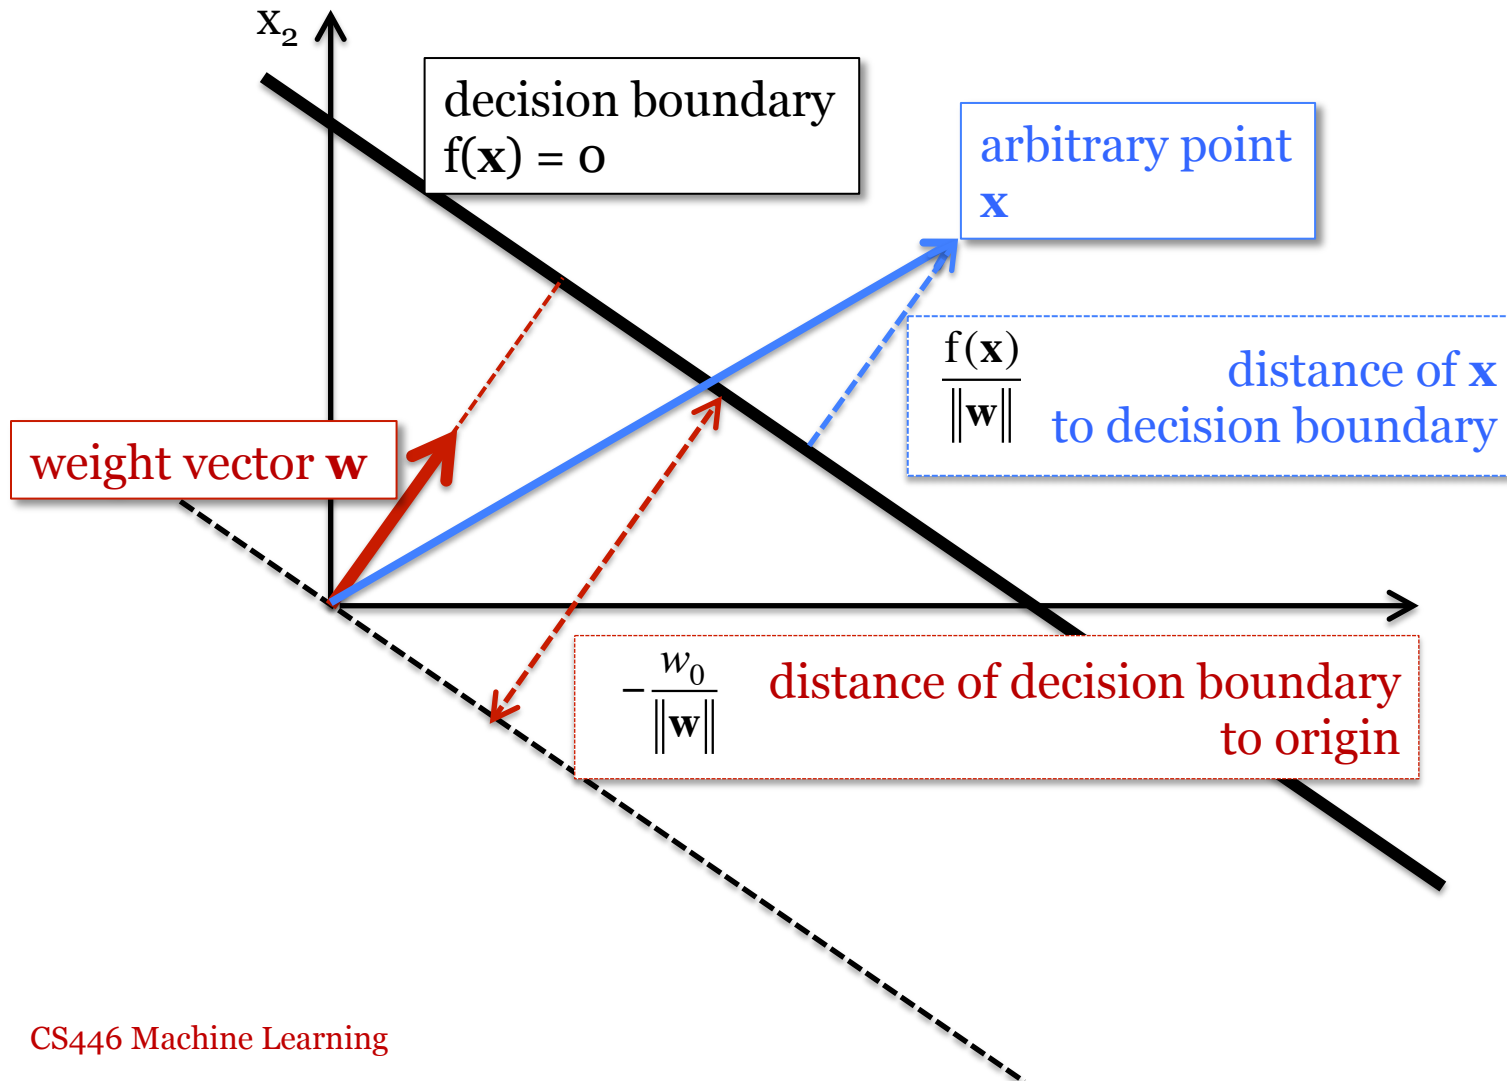 x₂
decision boundary
f(x) = 0
arbitrary point
x
f(x)
‖w‖
distance of x
to decision boundary
weight vector w
− w₀
‖w‖
distance of decision boundary
to origin
CS446 Machine Learning